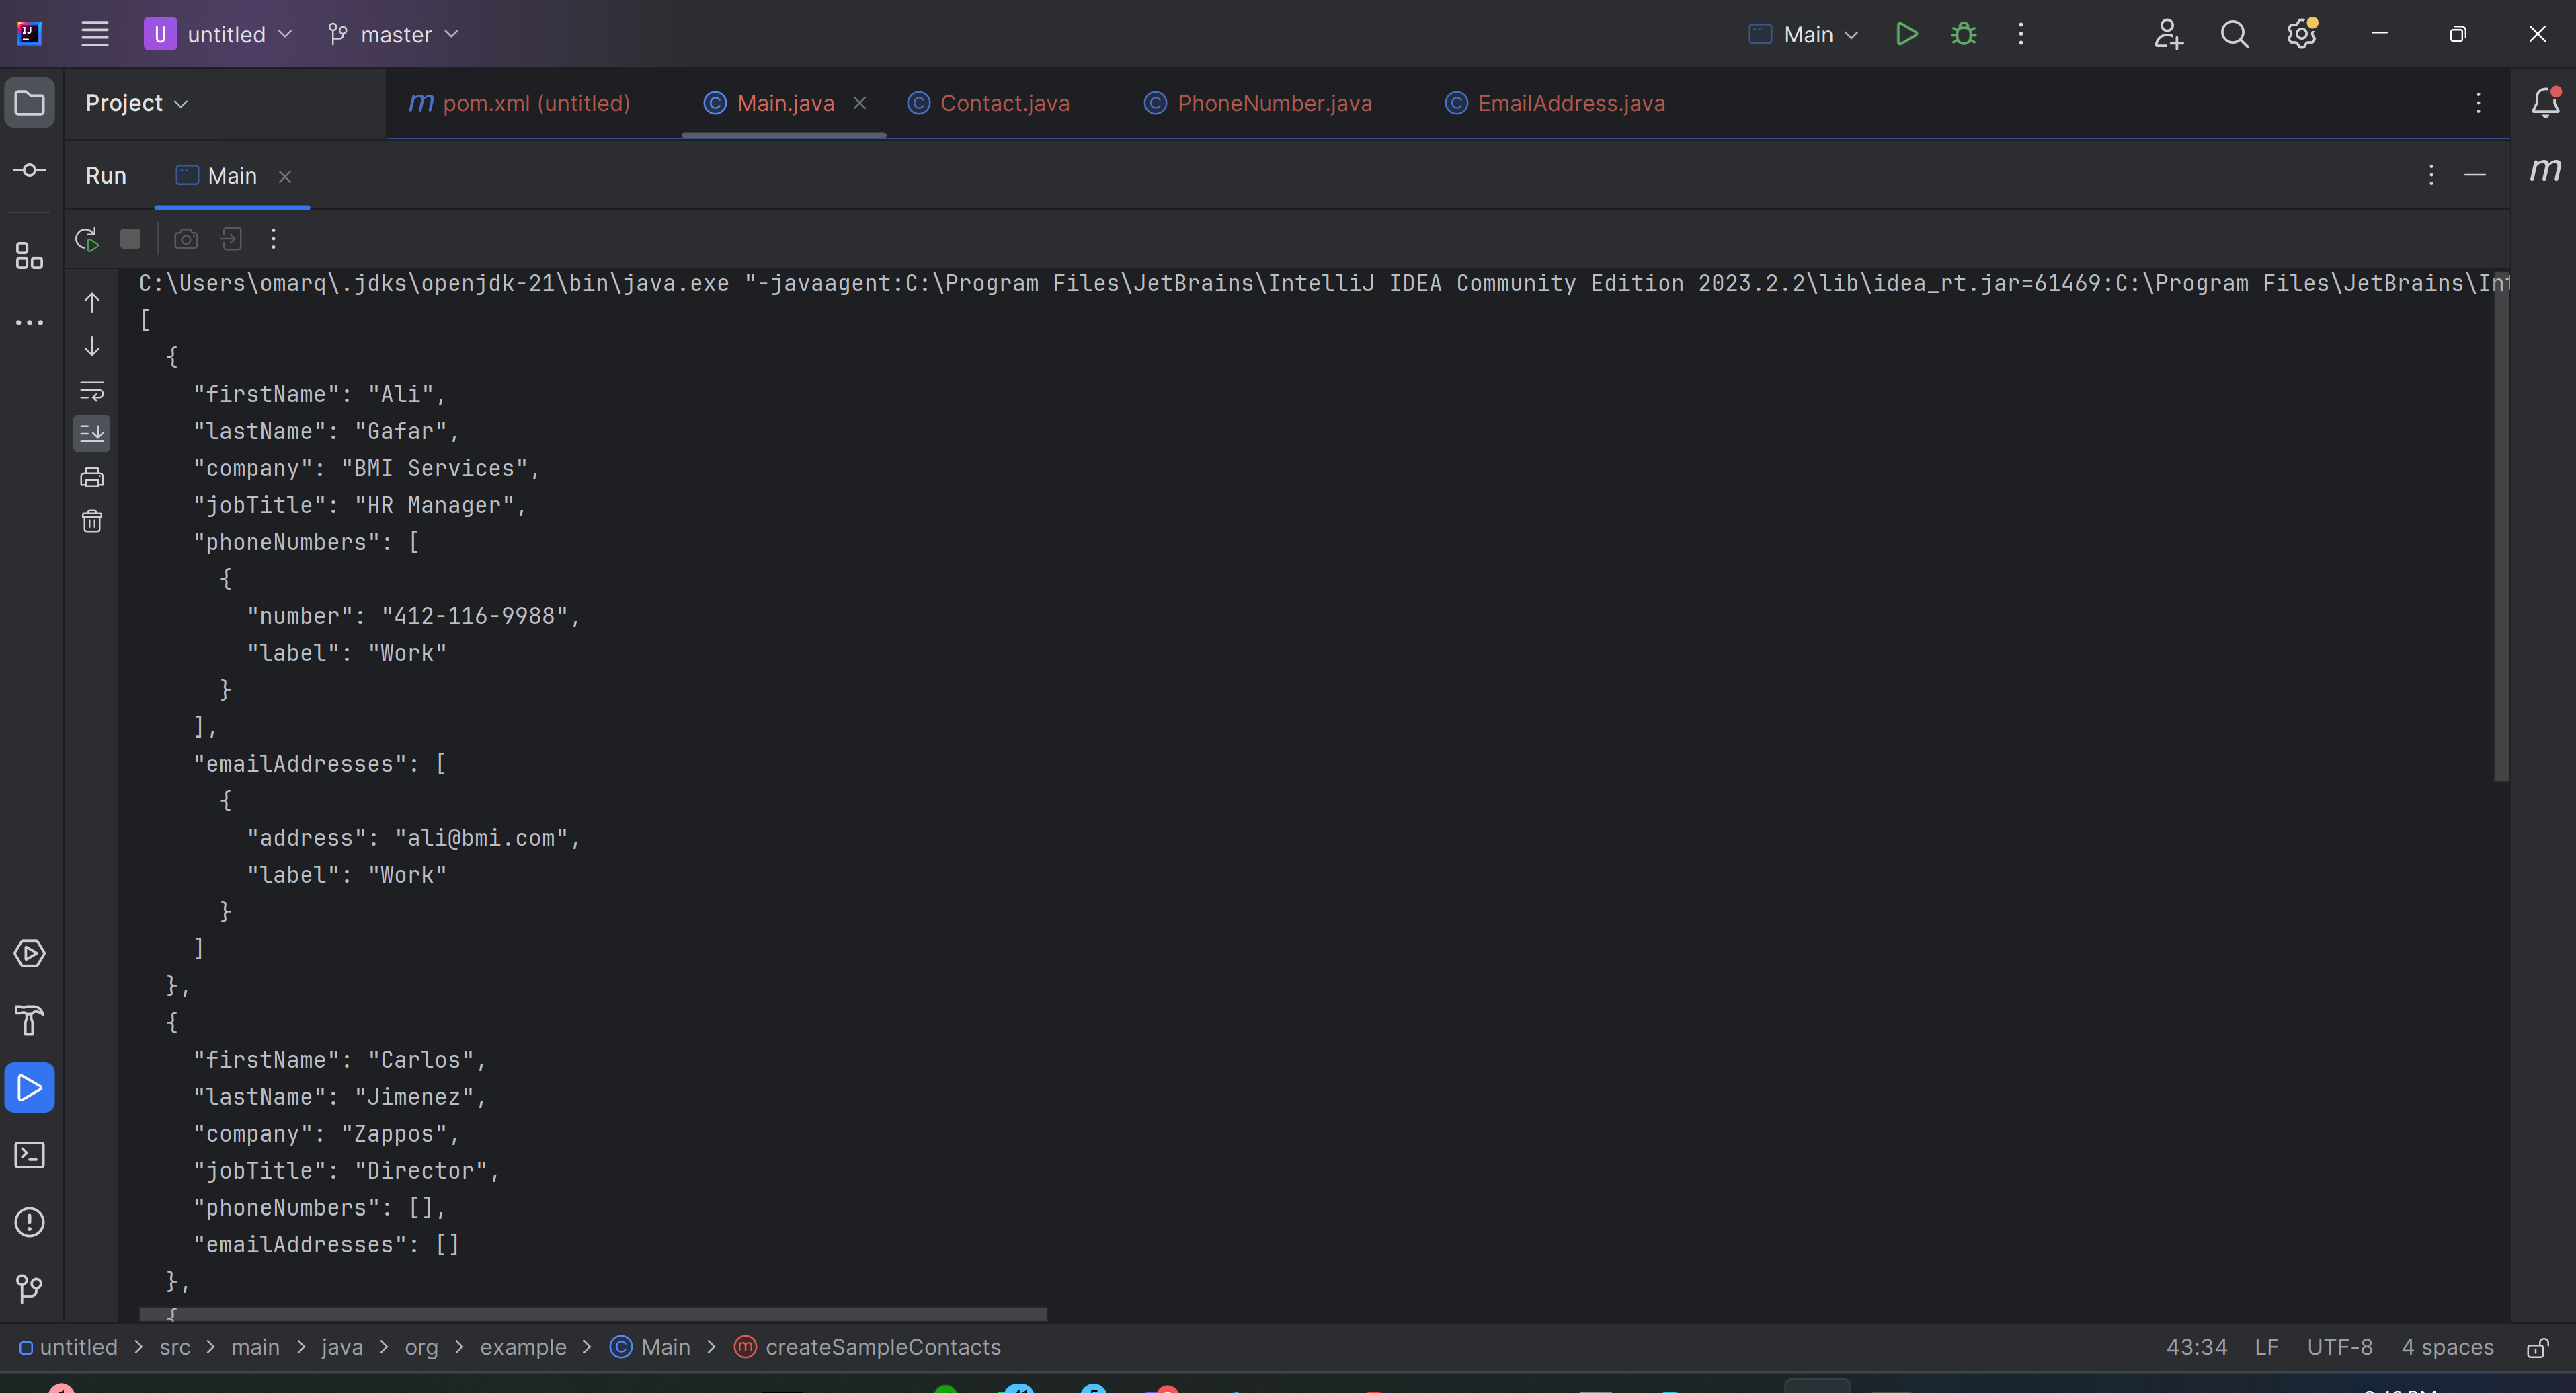 U untitled master Main
Project
m pom.xml (untitled) Main.java Contact.java PhoneNumber.java EmailAddress.java
Run Main
C:\Users\omarq\.jdks\openjdk-21\bin\java.exe "-javaagent:C:\Program Files\JetBrains\IntelliJ IDEA Community Edition 2023.2.2\lib\idea_rt.jar=61469:C:\Program Files\JetBrains\Int
[
  {
    "firstName": "Ali",
    "lastName": "Gafar",
    "company": "BMI Services",
    "jobTitle": "HR Manager",
    "phoneNumbers": [
      {
        "number": "412-116-9988",
        "label": "Work"
      }
    ],
    "emailAddresses": [
      {
        "address": "ali@bmi.com",
        "label": "Work"
      }
    ]
  },
  {
    "firstName": "Carlos",
    "lastName": "Jimenez",
    "company": "Zappos",
    "jobTitle": "Director",
    "phoneNumbers": [],
    "emailAddresses": []
  },
  {
untitled > src > main > java > org > example > Main > createSampleContacts
43:34 LF UTF-8 4 spaces